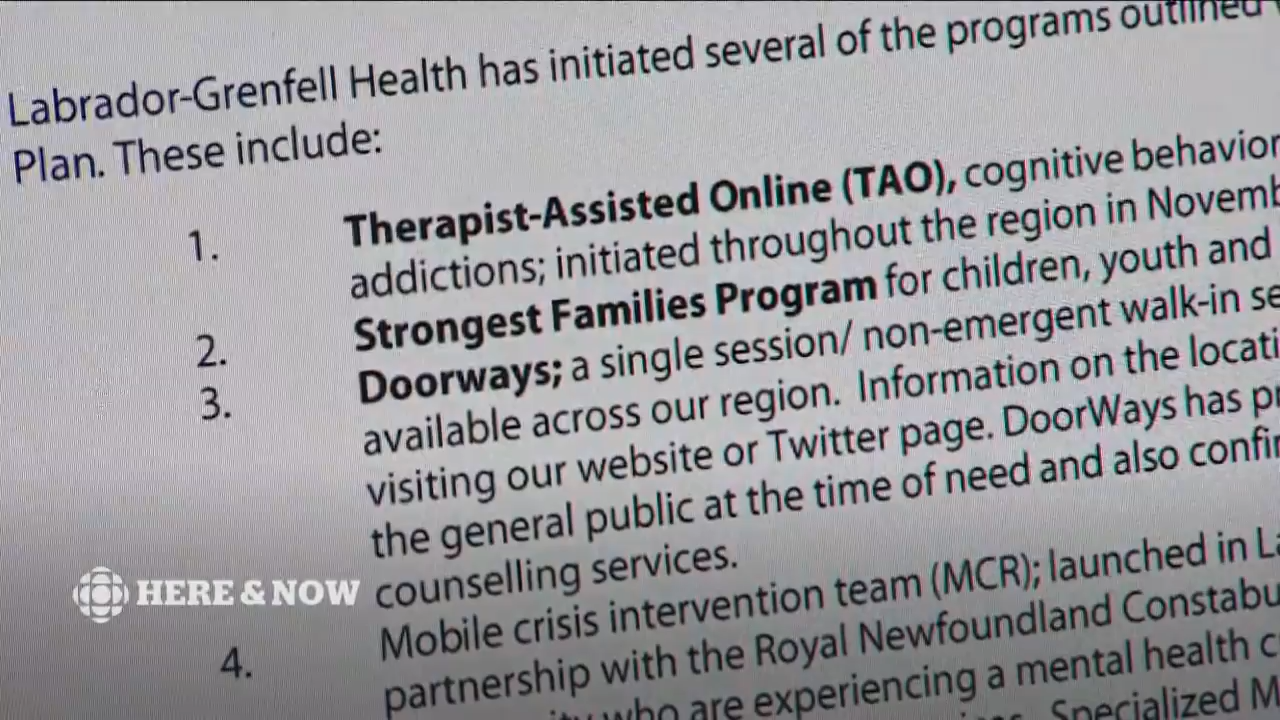 Labrador-Grenfell Health has initiated several of the programs outlined
Plan. These include:
1. Therapist-Assisted Online (TAO), cognitive behavior
addictions; initiated throughout the region in Novemb
2. Strongest Families Program for children, youth and
3. Doorways; a single session/ non-emergent walk-in se
available across our region. Information on the locati
visiting our website or Twitter page. DoorWays has pr
the general public at the time of need and also confir
counselling services.
4. Mobile crisis intervention team (MCR); launched in La
partnership with the Royal Newfoundland Constabu
who are experiencing a mental health c
Specialized M
HERE & NOW